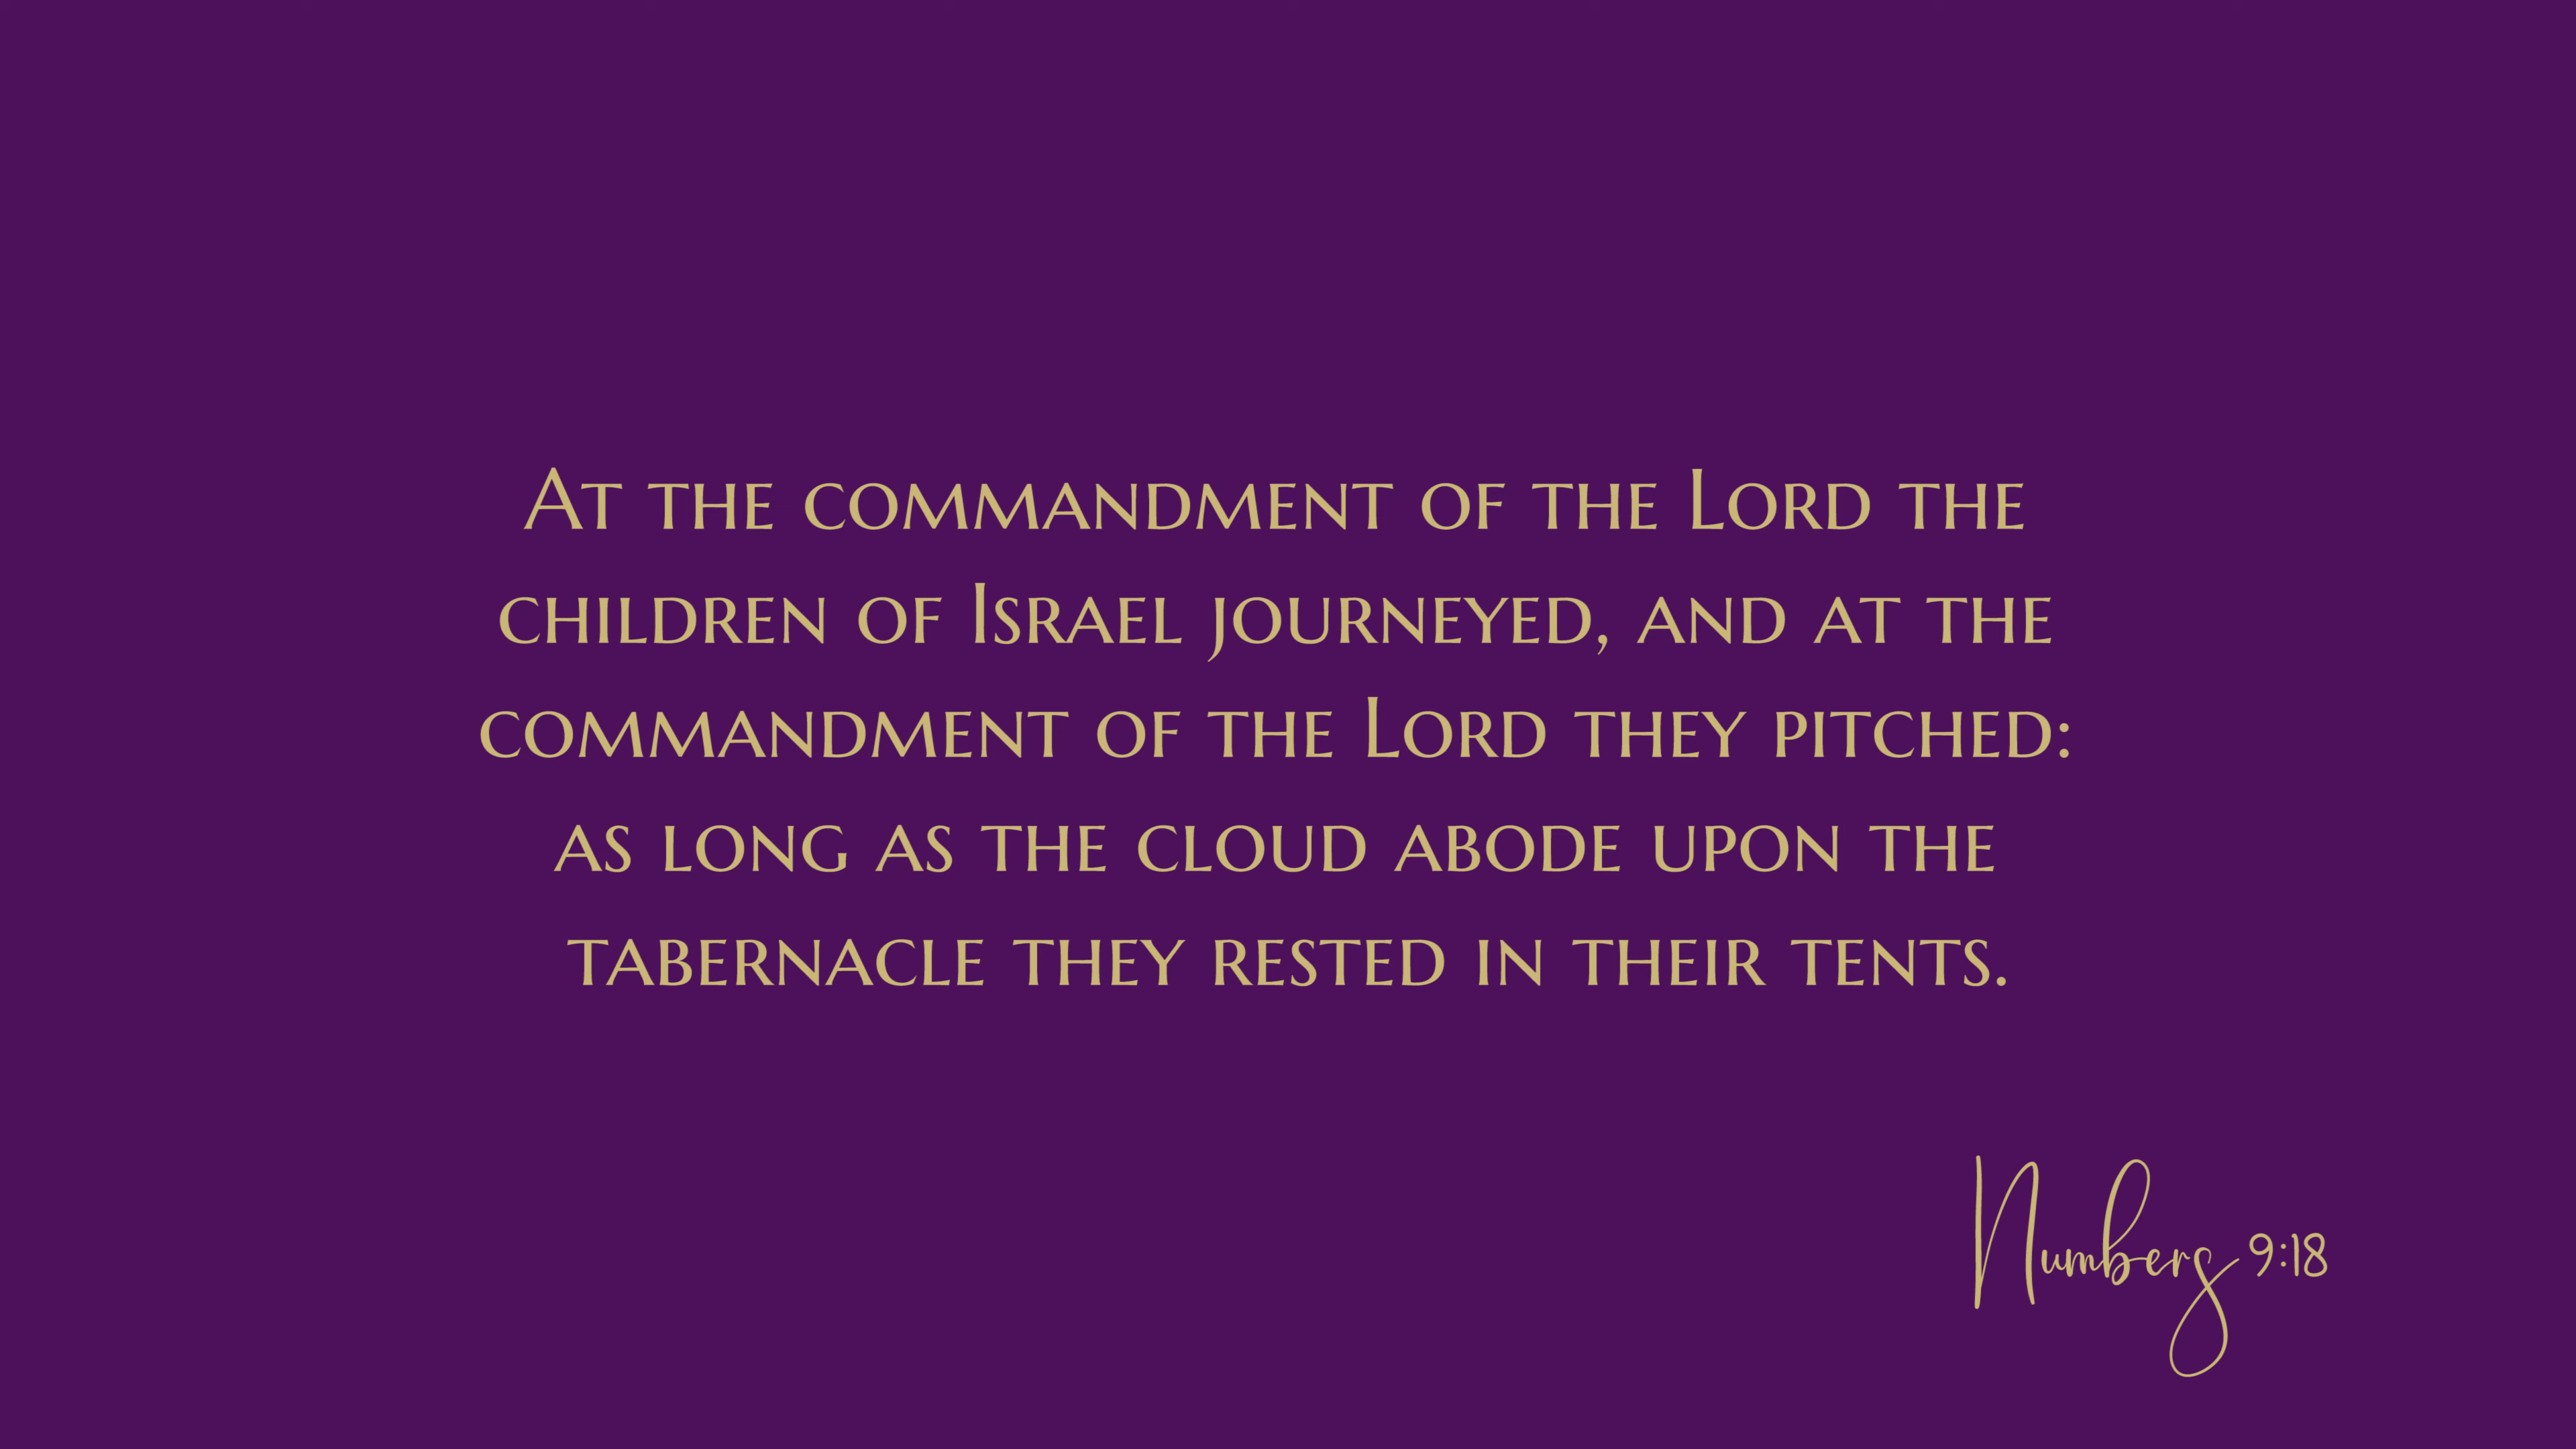 At the commandment of the Lord the
children of Israel journeyed, and at the
commandment of the Lord they pitched:
as long as the cloud abode upon the
tabernacle they rested in their tents.
Numbers 9:18